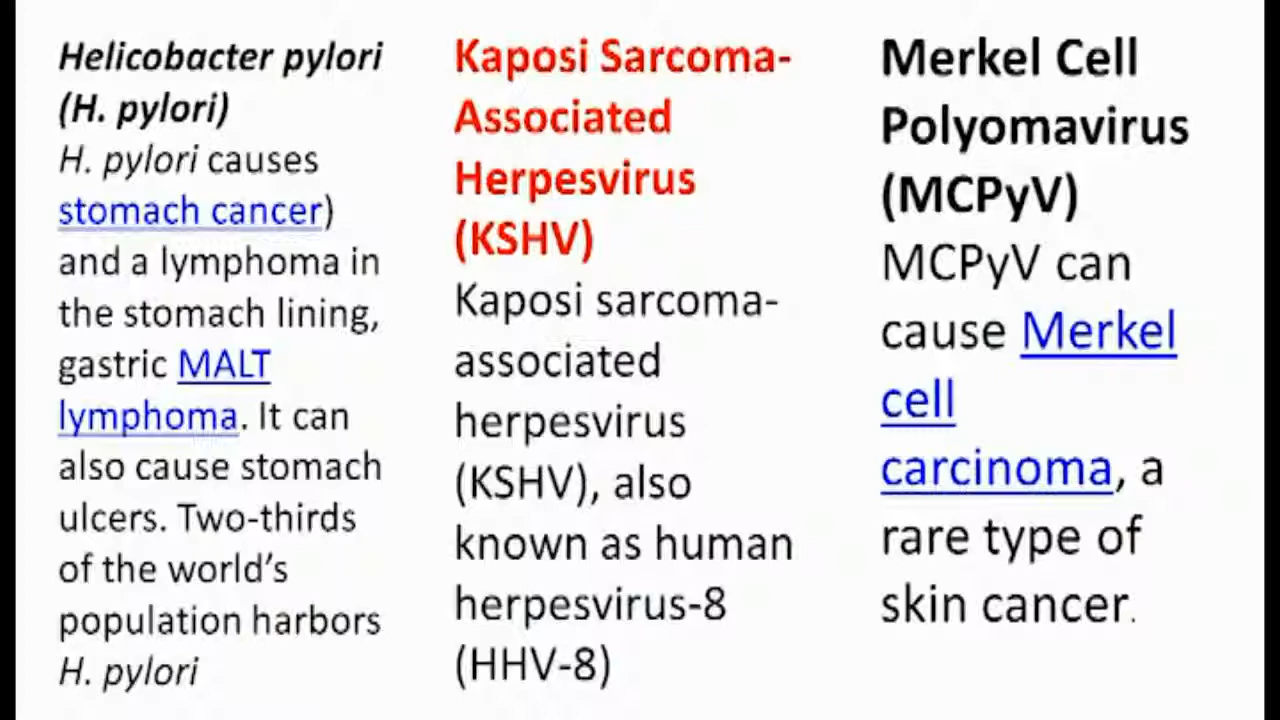 Helicobacter pylori
(H. pylori)
H. pylori causes
stomach cancer)
and a lymphoma in
the stomach lining,
gastric MALT
lymphoma. It can
also cause stomach
ulcers. Two-thirds
of the world’s
population harbors
H. pylori
Kaposi Sarcoma-
Associated
Herpesvirus
(KSHV)
Kaposi sarcoma-
associated
herpesvirus
(KSHV), also
known as human
herpesvirus-8
(HHV-8)
Merkel Cell
Polyomavirus
(MCPyV)
MCPyV can
cause Merkel
cell
carcinoma, a
rare type of
skin cancer.